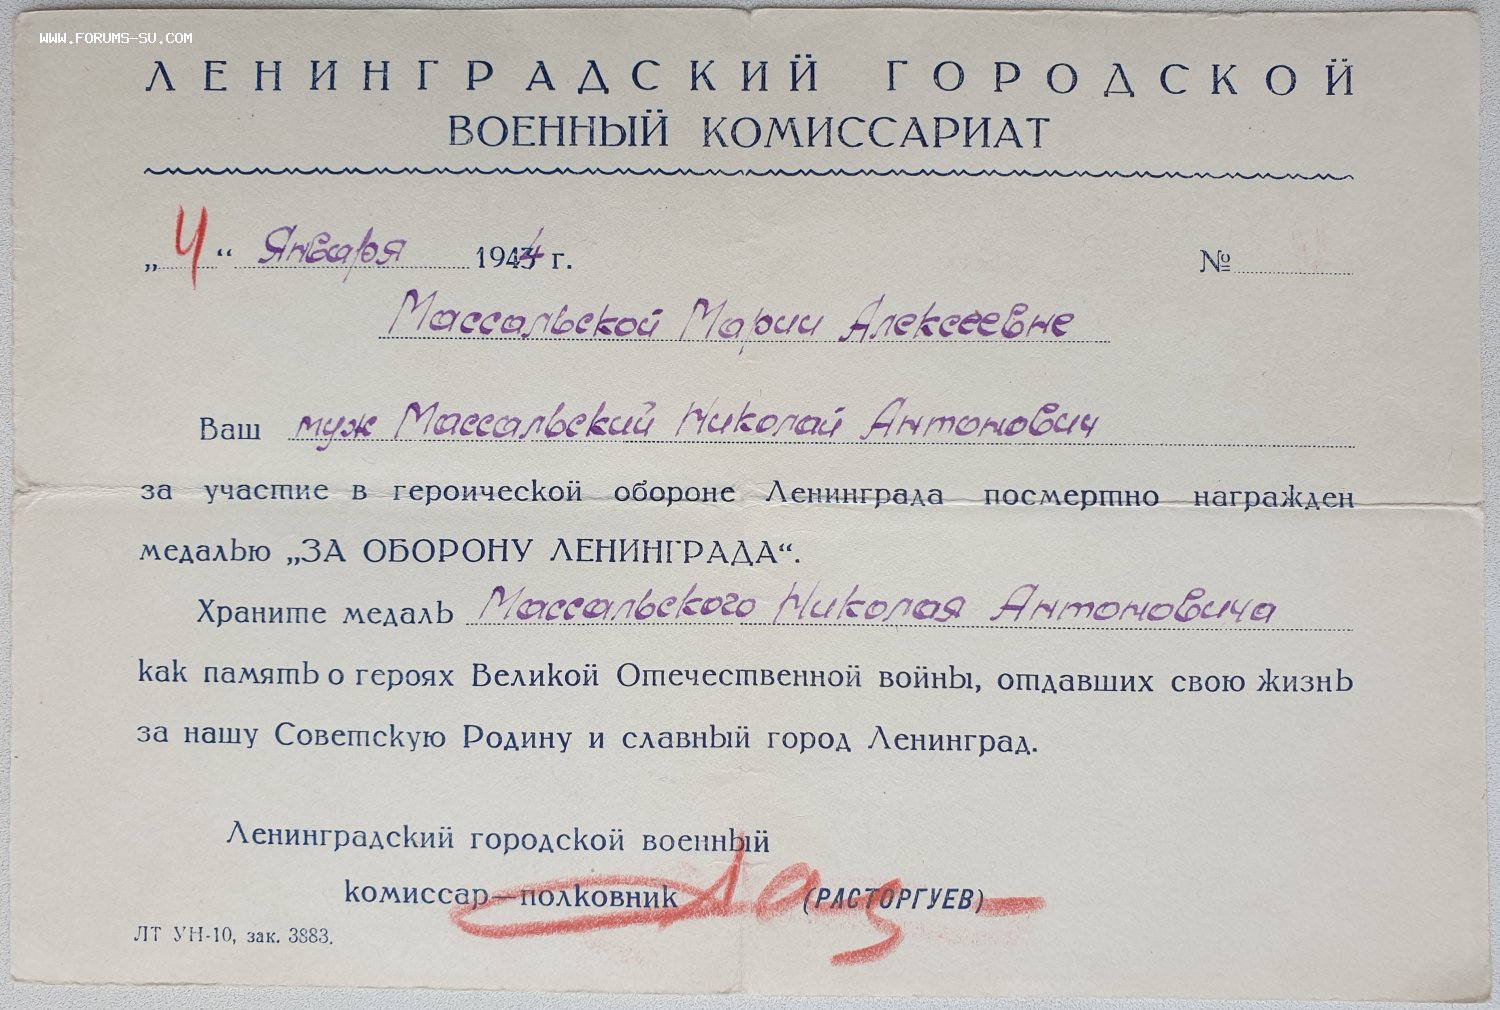 WWW.FORUMS-SU.COM
ЛЕНИНГРАДСКИЙ ГОРОДСКОЙ
ВОЕННЫЙ КОМИССАРИАТ
„4“ Января 1944 г. №
Массальской Марии Алексеевне
Ваш муж Массальский Николай Антонович
за участие в героической обороне Ленинграда посмертно награжден
медалью „ЗА ОБОРОНУ ЛЕНИНГРАДА“.
Храните медаль Массальского Николая Антоновича
как память о героях Великой Отечественной войны, отдавших свою жизнь
за нашу Советскую Родину и славный город Ленинград.
Ленинградский городской военный
комиссар—полковник (РАСТОРГУЕВ)
ЛТ УН-10, зак. 3883.